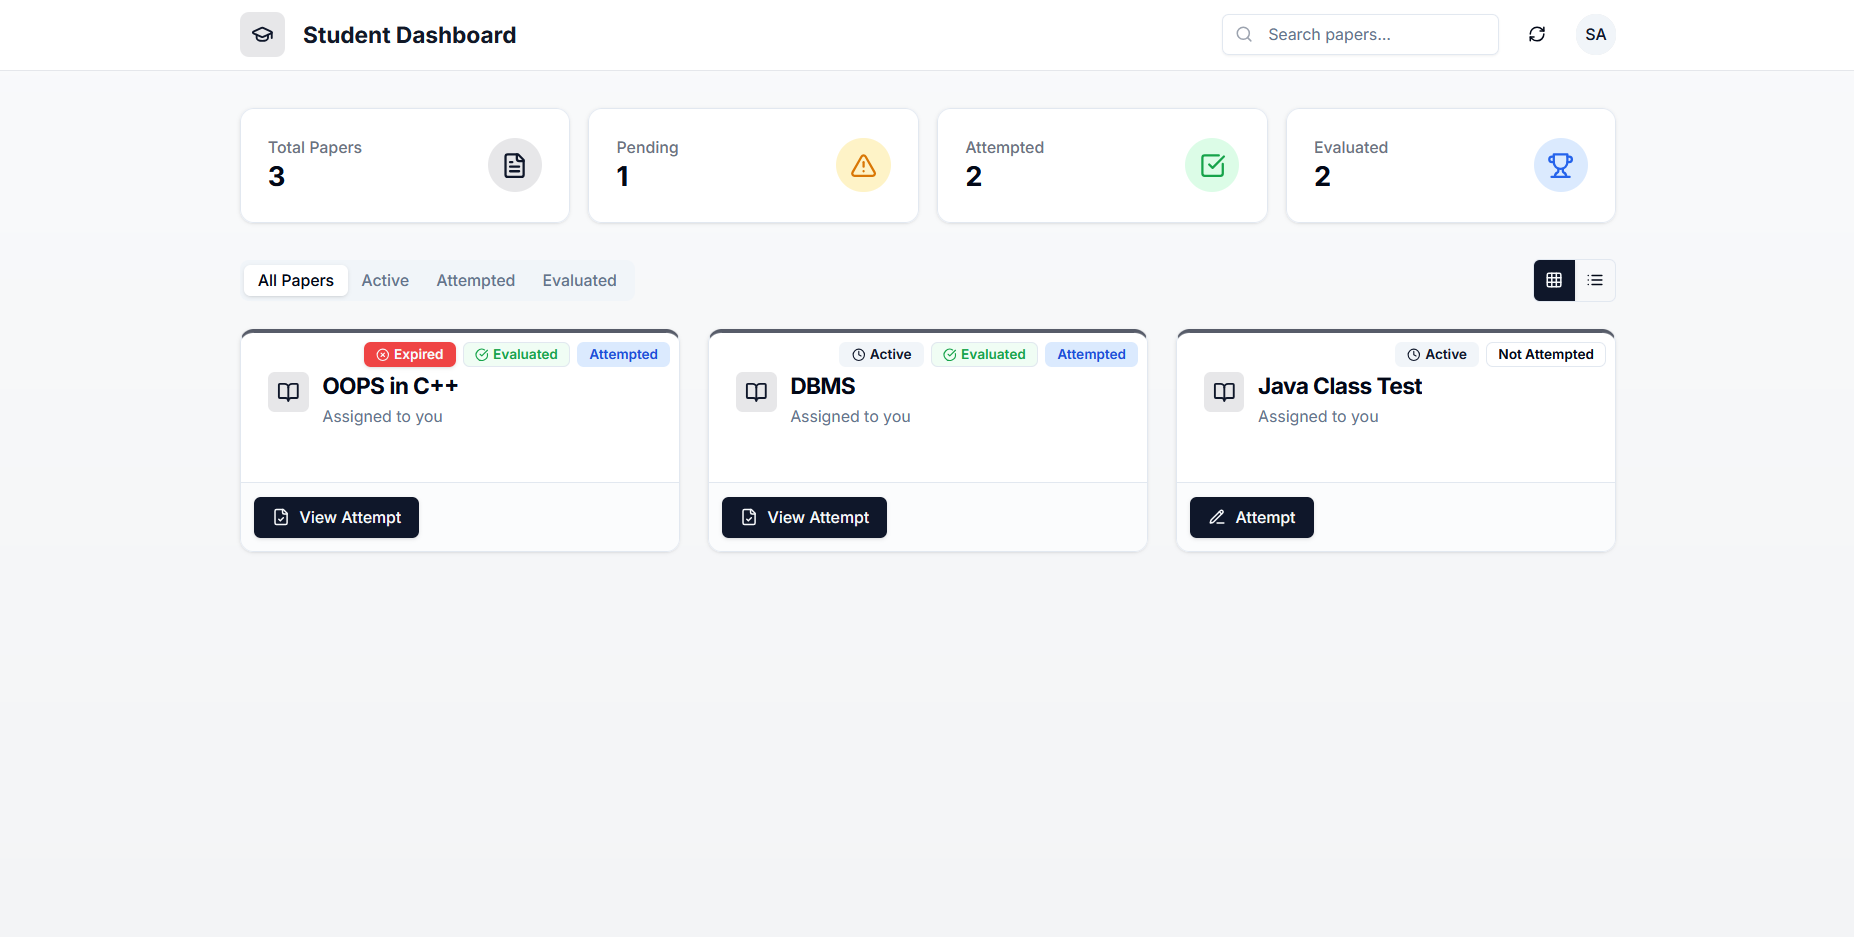 Student Dashboard
Search papers...
SA
Total Papers
3
Pending
1
Attempted
2
Evaluated
2
All Papers Active Attempted Evaluated
Expired Evaluated Attempted
OOPS in C++
Assigned to you
View Attempt
Active Evaluated Attempted
DBMS
Assigned to you
View Attempt
Active Not Attempted
Java Class Test
Assigned to you
Attempt